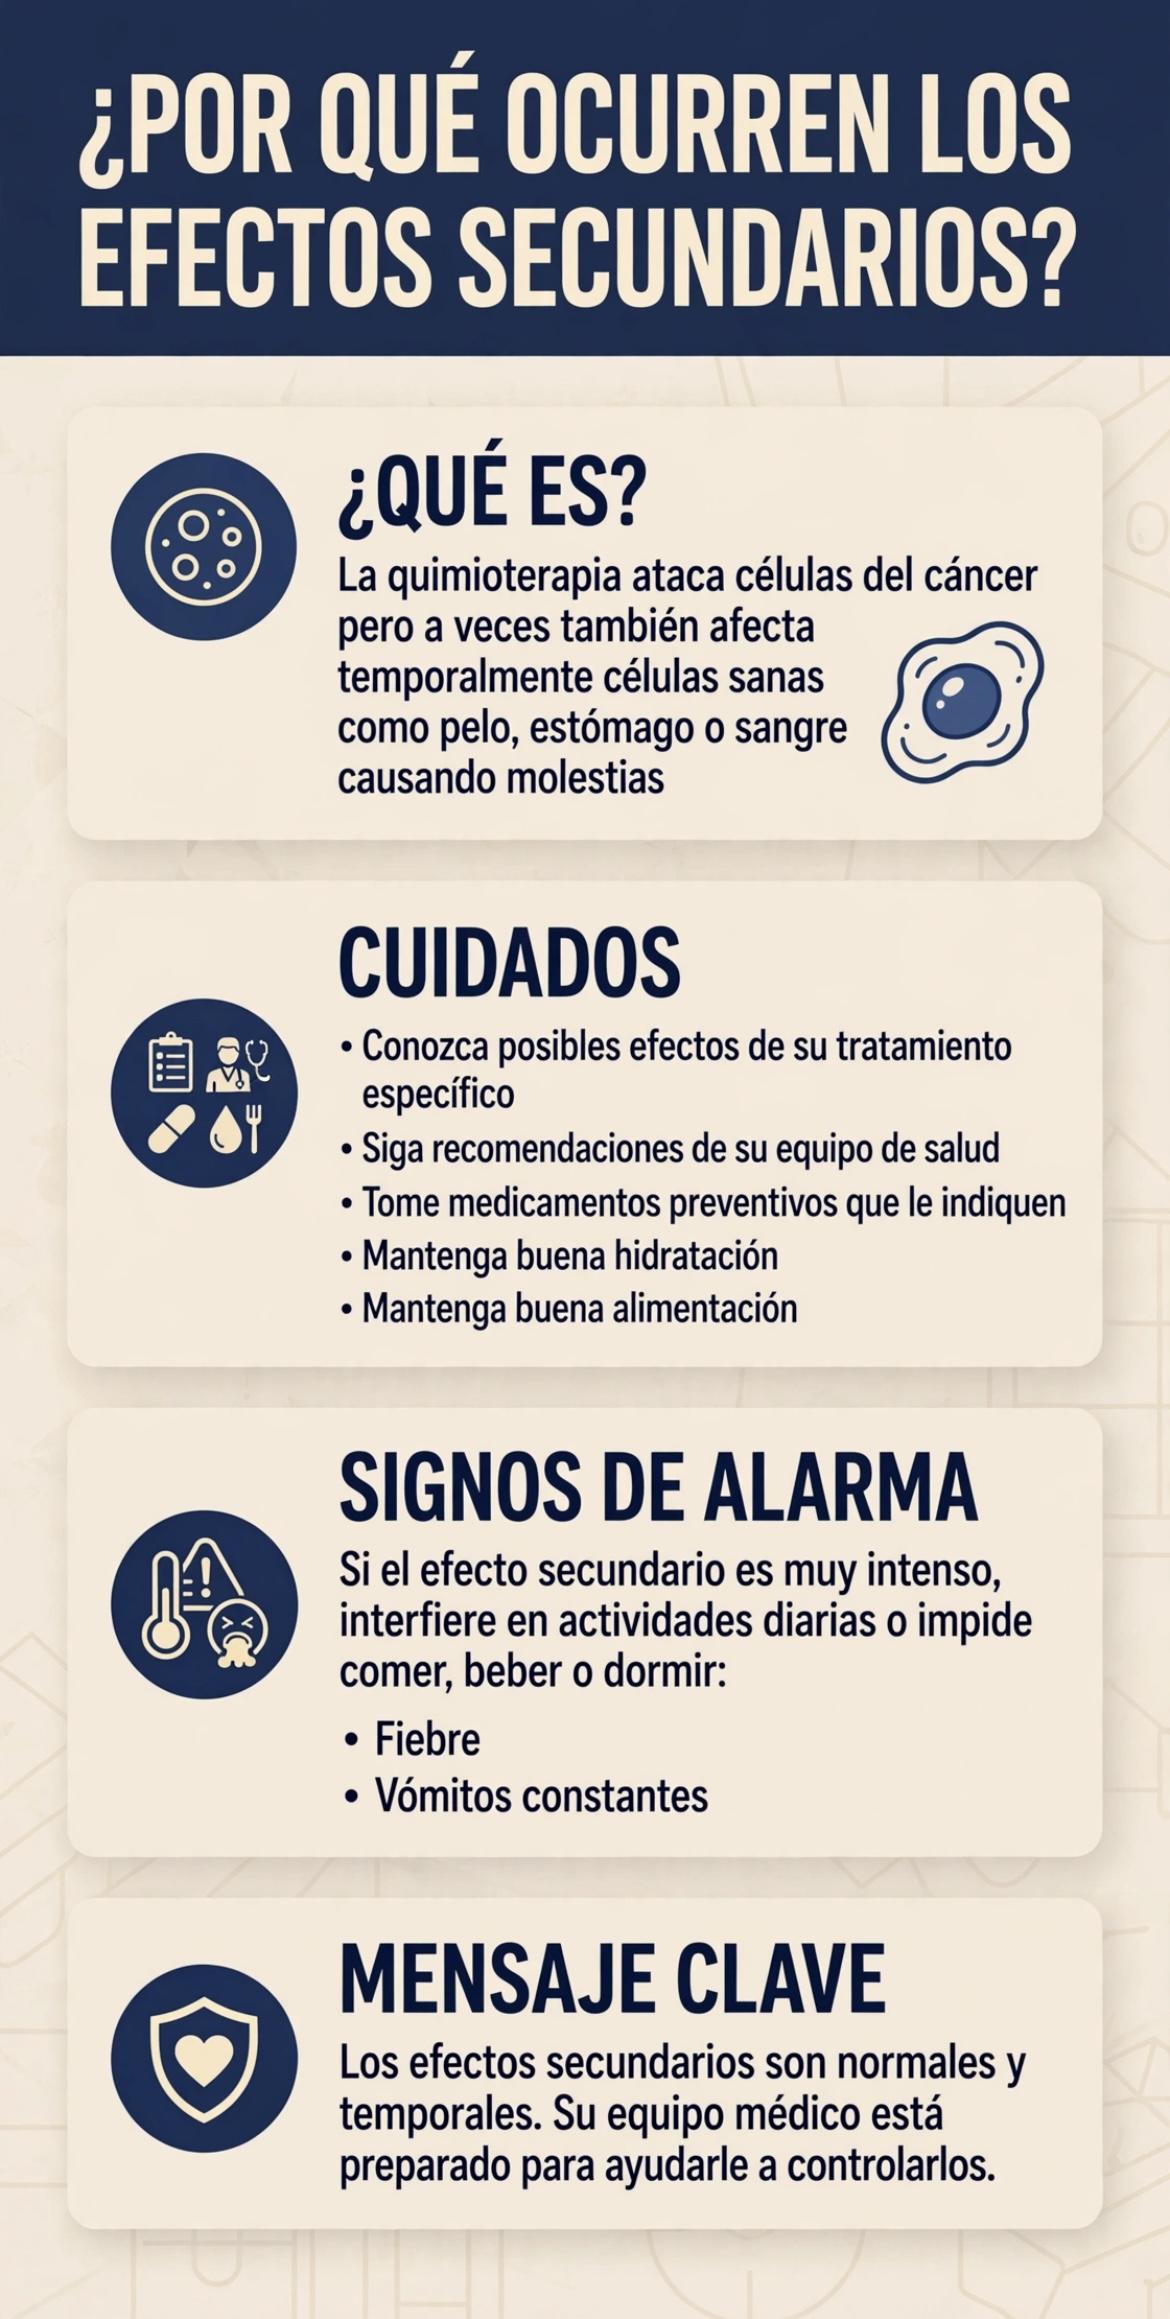 ¿POR QUÉ OCURREN LOS
EFECTOS SECUNDARIOS?
¿QUÉ ES?
La quimioterapia ataca células del cáncer
pero a veces también afecta
temporalmente células sanas
como pelo, estómago o sangre
causando molestias
CUIDADOS
• Conozca posibles efectos de su tratamiento
específico
• Siga recomendaciones de su equipo de salud
• Tome medicamentos preventivos que le indiquen
• Mantenga buena hidratación
• Mantenga buena alimentación
SIGNOS DE ALARMA
Si el efecto secundario es muy intenso,
interfiere en actividades diarias o impide
comer, beber o dormir:
• Fiebre
• Vómitos constantes
MENSAJE CLAVE
Los efectos secundarios son normales y
temporales. Su equipo médico está
preparado para ayudarle a controlarlos.